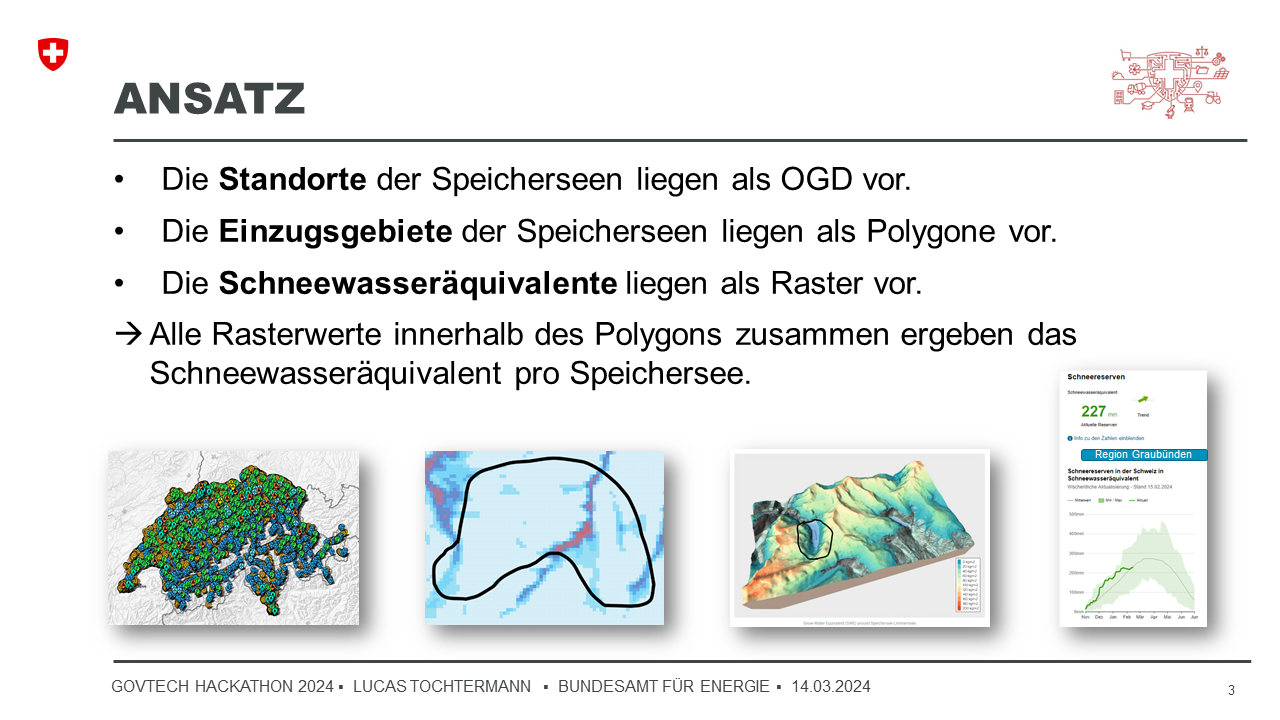 ANSATZ
• Die Standorte der Speicherseen liegen als OGD vor.
• Die Einzugsgebiete der Speicherseen liegen als Polygone vor.
• Die Schneewasseräquivalente liegen als Raster vor.
→ Alle Rasterwerte innerhalb des Polygons zusammen ergeben das
Schneewasseräquivalent pro Speichersee.
Schneereserven
Schneewasseräquivalent
227 mm
Trend
Aktuelle Reserven
Info zu den Zahlen einblenden
Region Graubünden
Schneereserven in der Schweiz in
Schneewasseräquivalent
Wöchentliche Aktualisierung - Stand 15.02.2024
Mittelwert Min - Max Aktuell
500mm
400mm
300mm
200mm
100mm
0mm
Nov Dez Jan Feb Mär Apr Mai Jun Jun
Snow Water Equivalent (SWE) around Speichersee Limmernsee
GOVTECH HACKATHON 2024 ▪ LUCAS TOCHTERMANN ▪ BUNDESAMT FÜR ENERGIE ▪ 14.03.2024
3